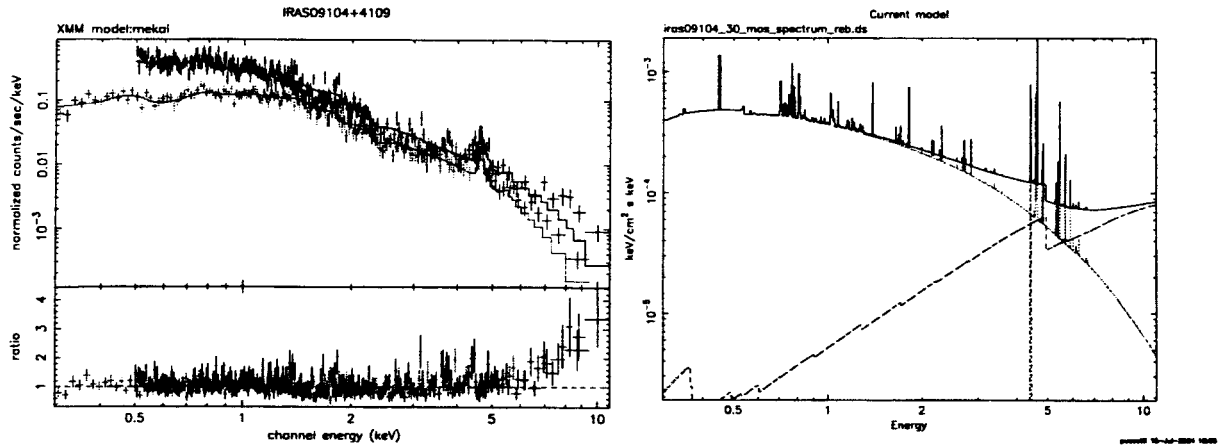 IRAS09104+4109
XMM model:mekal
normalized counts/sec/keV
0.1
0.01
10⁻³
ratio
4
3
2
1
0.5
1
2
5
10
channel energy (keV)
Current model
iras09104_30_mos_spectrum_reb.ds
keV/cm² s keV
10⁻³
10⁻⁴
10⁻⁵
0.5
1
2
5
10
Energy